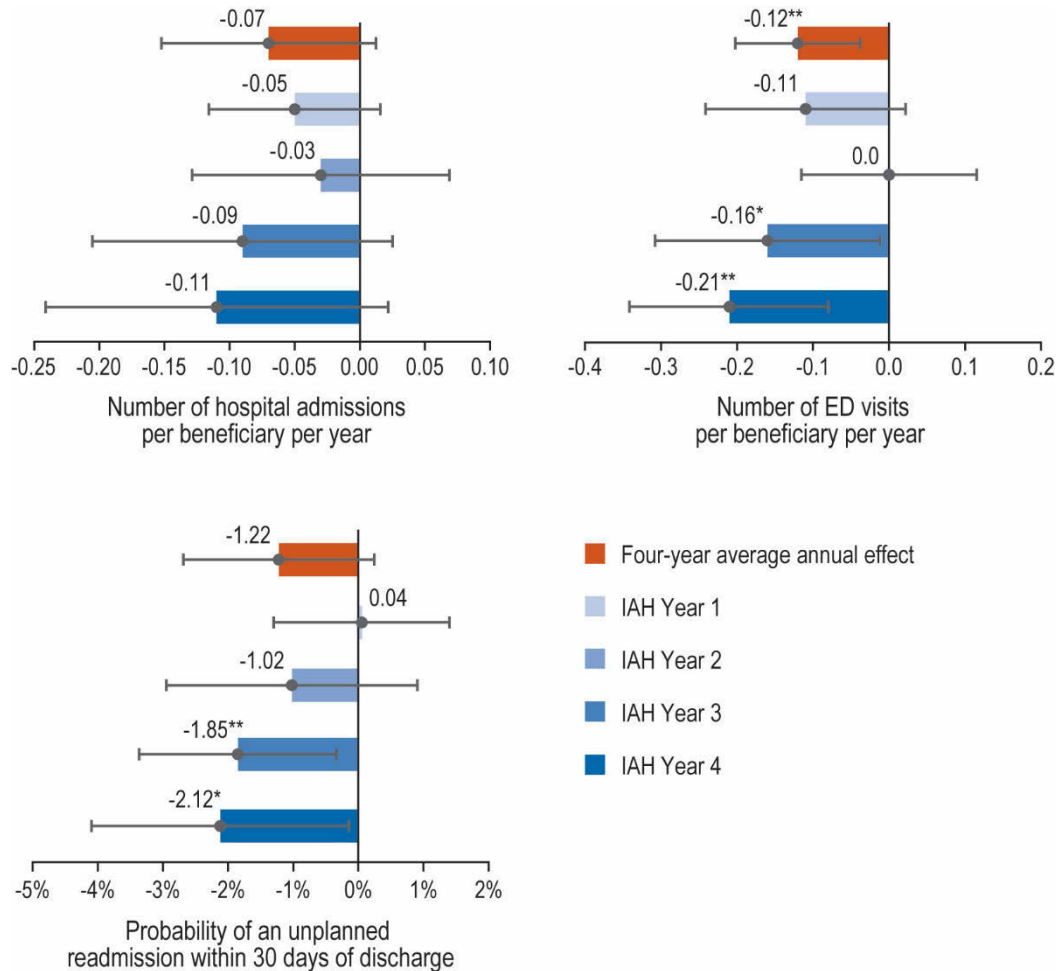 -0.07
-0.05
-0.03
-0.09
-0.11
-0.25 -0.20 -0.15 -0.10 -0.05 0.00 0.05 0.10
Number of hospital admissions
per beneficiary per year
-0.12**
-0.11
0.0
-0.16*
-0.21**
-0.4 -0.3 -0.2 -0.1 0.0 0.1 0.2
Number of ED visits
per beneficiary per year
-1.22
0.04
-1.02
-1.85**
-2.12*
-5% -4% -3% -2% -1% 0% 1% 2%
Probability of an unplanned
readmission within 30 days of discharge
Four-year average annual effect
IAH Year 1
IAH Year 2
IAH Year 3
IAH Year 4